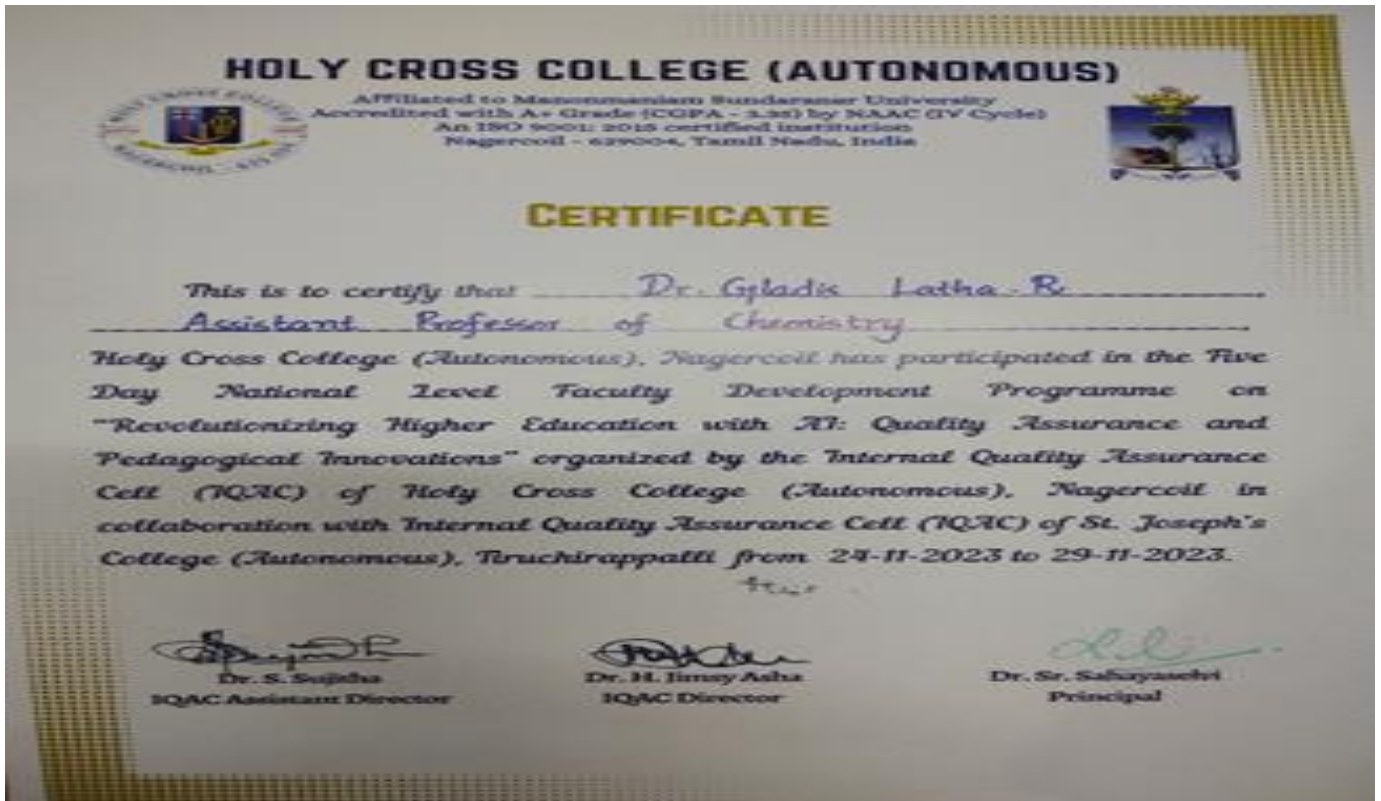 HOLY CROSS COLLEGE (AUTONOMOUS)
HOLY CROSS COLLEGE
Affiliated to Manonmaniam Sundaranar University
Accredited with A+ Grade (CGPA - 3.35) by NAAC (IV Cycle)
An ISO 9001: 2015 certified institution
Nagercoil - 629004, Tamil Nadu, India
CERTIFICATE
This is to certify that Dr. Gladis Latha. R
Assistant Professor of Chemistry
Holy Cross College (Autonomous), Nagercoil has participated in the Five
Day National Level Faculty Development Programme on
"Revolutionizing Higher Education with AI: Quality Assurance and
Pedagogical Innovations" organized by the Internal Quality Assurance
Cell (IQAC) of Holy Cross College (Autonomous), Nagercoil in
collaboration with Internal Quality Assurance Cell (IQAC) of St. Joseph's
College (Autonomous), Tiruchirappalli from 24-11-2023 to 29-11-2023.
Dr. S. Sujitha
IQAC Assistant Director
Dr. H. Jimsy Asha
IQAC Director
Dr. Sr. Sahayaselvi
Principal